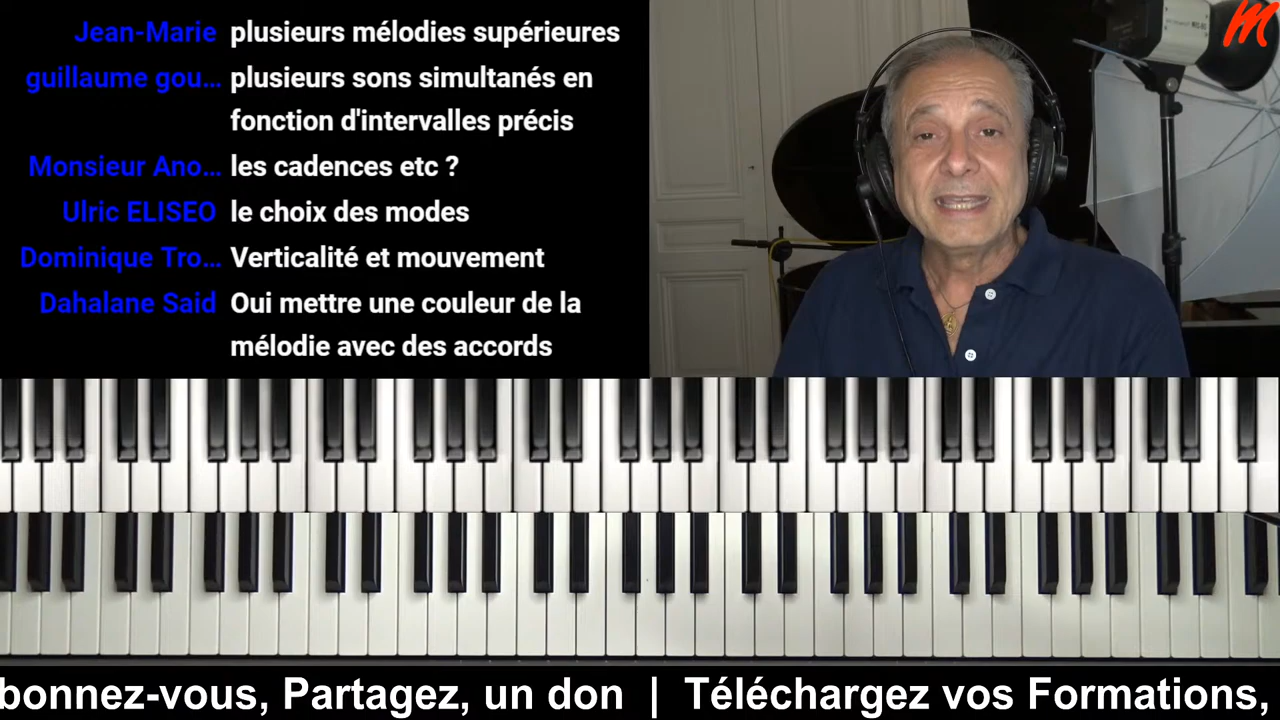 Jean-Marie plusieurs mélodies supérieures
guillaume gou… plusieurs sons simultanés en
fonction d'intervalles précis
Monsieur Ano… les cadences etc ?
Ulric ELISEO le choix des modes
Dominique Tro… Verticalité et mouvement
Dahalane Said Oui mettre une couleur de la
mélodie avec des accords
bonnez-vous, Partagez, un don | Téléchargez vos Formations,